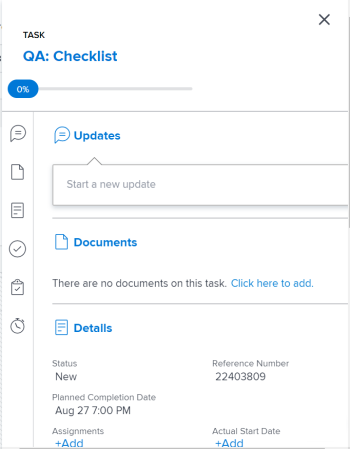 TASK
QA: Checklist
0%
Updates
Start a new update
Documents
There are no documents on this task. Click here to add.
Details
Status
New
Reference Number
22403809
Planned Completion Date
Aug 27 7:00 PM
Assignments
+Add
Actual Start Date
+Add